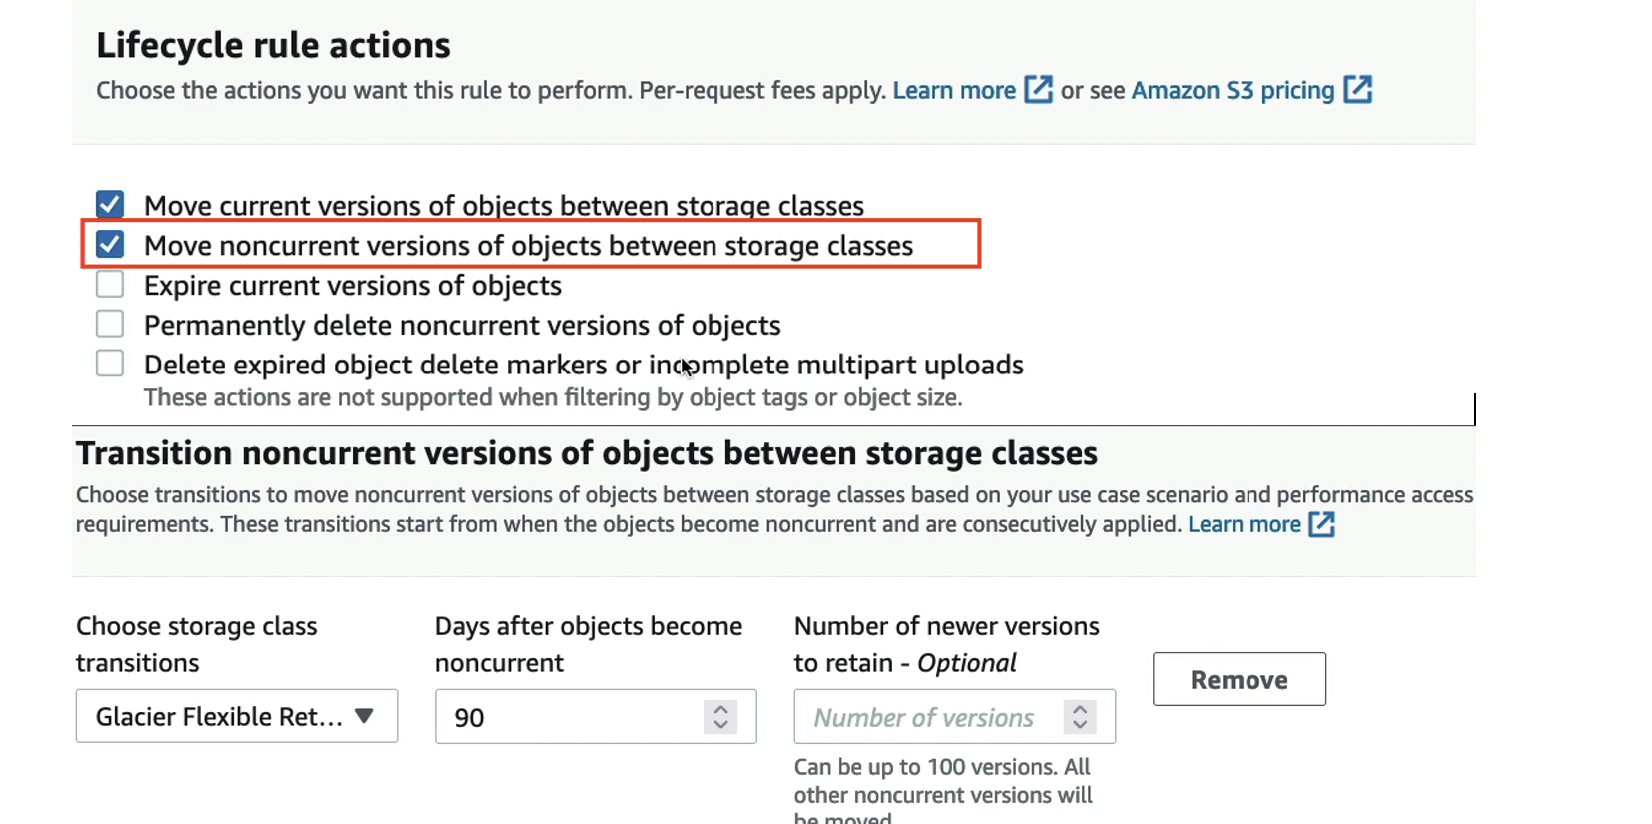 Lifecycle rule actions
Choose the actions you want this rule to perform. Per-request fees apply. Learn more or see Amazon S3 pricing
Move current versions of objects between storage classes
Move noncurrent versions of objects between storage classes
Expire current versions of objects
Permanently delete noncurrent versions of objects
Delete expired object delete markers or incomplete multipart uploads
These actions are not supported when filtering by object tags or object size.
Transition noncurrent versions of objects between storage classes
Choose transitions to move noncurrent versions of objects between storage classes based on your use case scenario and performance access
requirements. These transitions start from when the objects become noncurrent and are consecutively applied. Learn more
Choose storage class
transitions
Glacier Flexible Ret...
Days after objects become
noncurrent
90
Number of newer versions
to retain - Optional
Number of versions
Can be up to 100 versions. All
other noncurrent versions will
be moved
Remove